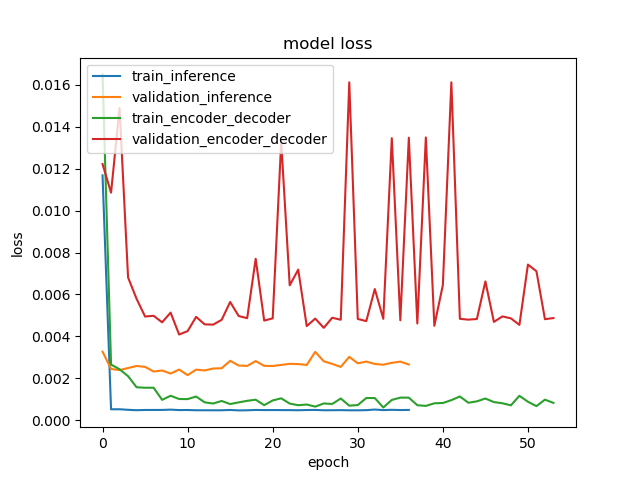 model loss
train_inference
validation_inference
train_encoder_decoder
validation_encoder_decoder
0.016
0.014
0.012
0.010
0.008
0.006
0.004
0.002
0.000
loss
0 10 20 30 40 50
epoch